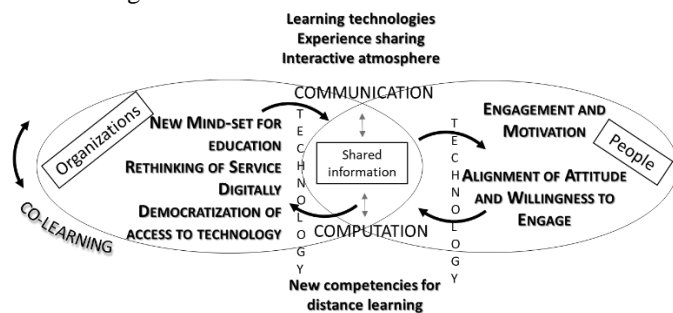 Learning technologies
Experience sharing
Interactive atmosphere
COMMUNICATION
Organizations
NEW MIND-SET FOR
EDUCATION
RETHINKING OF SERVICE
DIGITALLY
DEMOCRATIZATION OF
ACCESS TO TECHNOLOGY
CO-LEARNING
TECHNOLOGY
Shared
information
COMPUTATION
TECHNOLOGY
ENGAGEMENT AND
MOTIVATION
People
ALIGNMENT OF ATTITUDE
AND WILLINGNESS TO
ENGAGE
New competencies for
distance learning